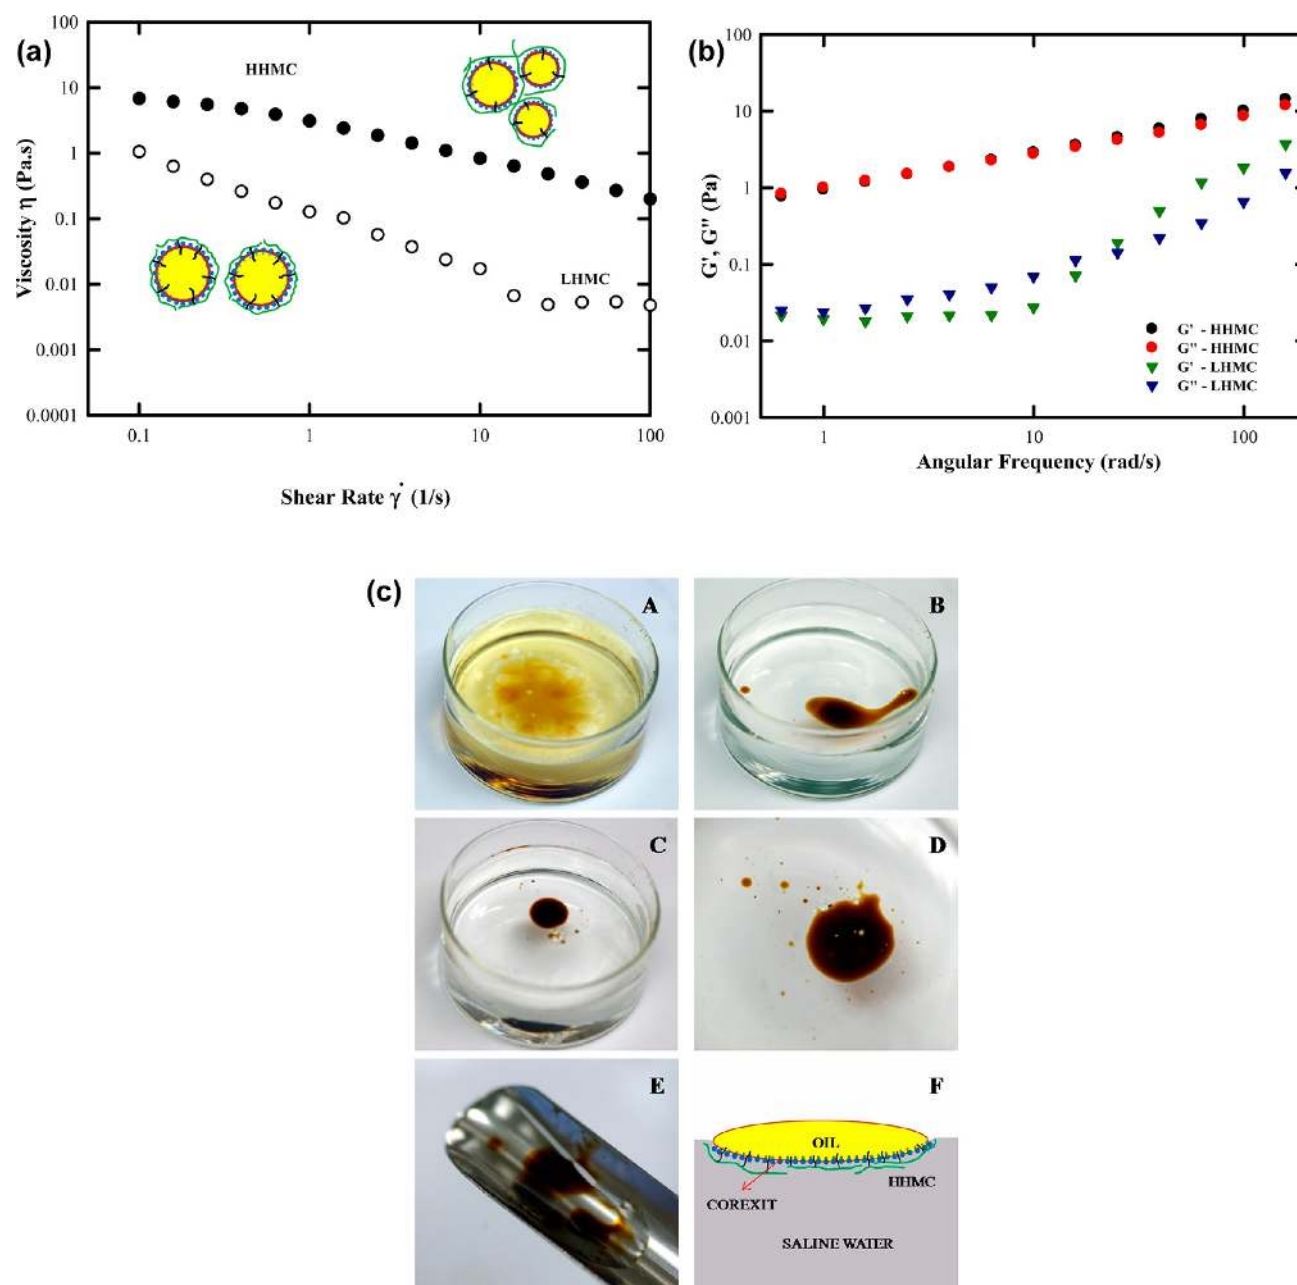 (a)
100
10
1
0.1
0.01
0.001
0.0001
Viscosity η (Pa.s)
HHMC
LHMC
0.1 1 10 100
Shear Rate γ̇ (1/s)
(b)
100
10
1
0.1
0.01
0.001
G', G" (Pa)
G' - HHMC
G" - HHMC
G' - LHMC
G" - LHMC
1 10 100
Angular Frequency (rad/s)
(c)
A
B
C
D
E
F
OIL
HHMC
COREXIT
SALINE WATER